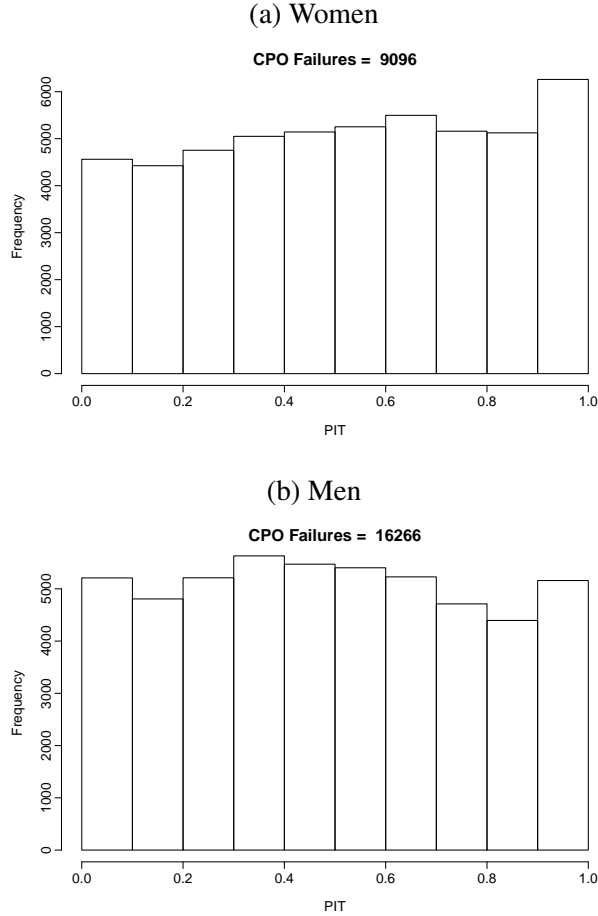 (a) Women
CPO Failures = 9096
Frequency
0 1000 2000 3000 4000 5000 6000
0.0 0.2 0.4 0.6 0.8 1.0
PIT
(b) Men
CPO Failures = 16266
Frequency
0 1000 2000 3000 4000 5000
0.0 0.2 0.4 0.6 0.8 1.0
PIT